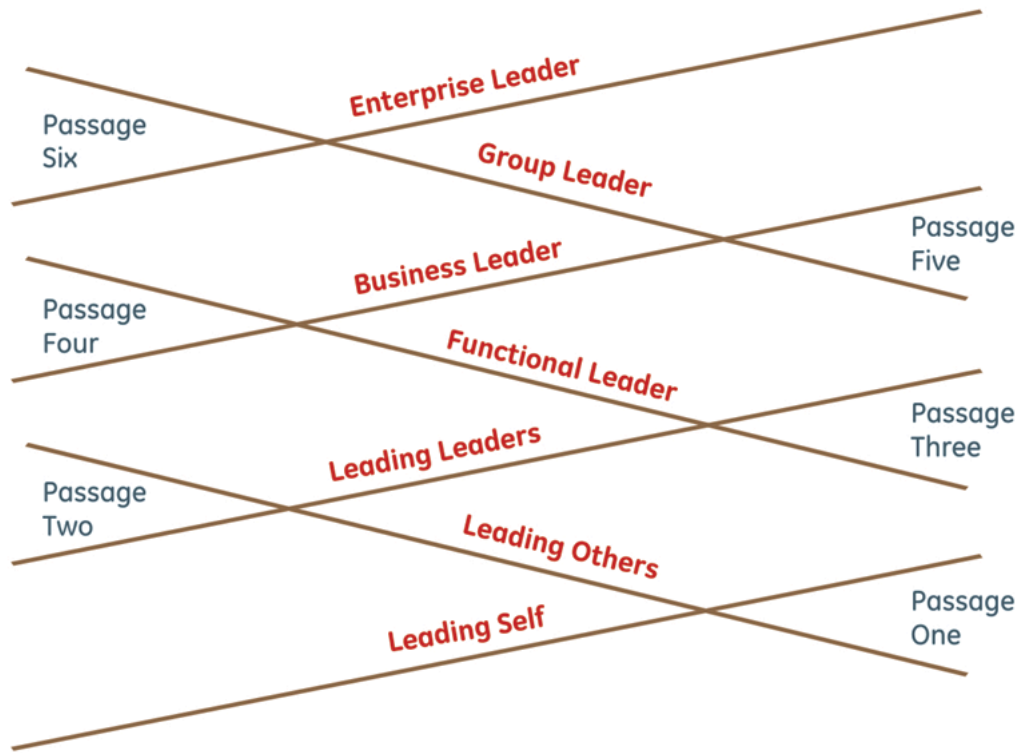 Enterprise Leader
Passage
Six
Group Leader
Passage
Five
Business Leader
Passage
Four
Functional Leader
Passage
Three
Leading Leaders
Passage
Two
Leading Others
Passage
One
Leading Self